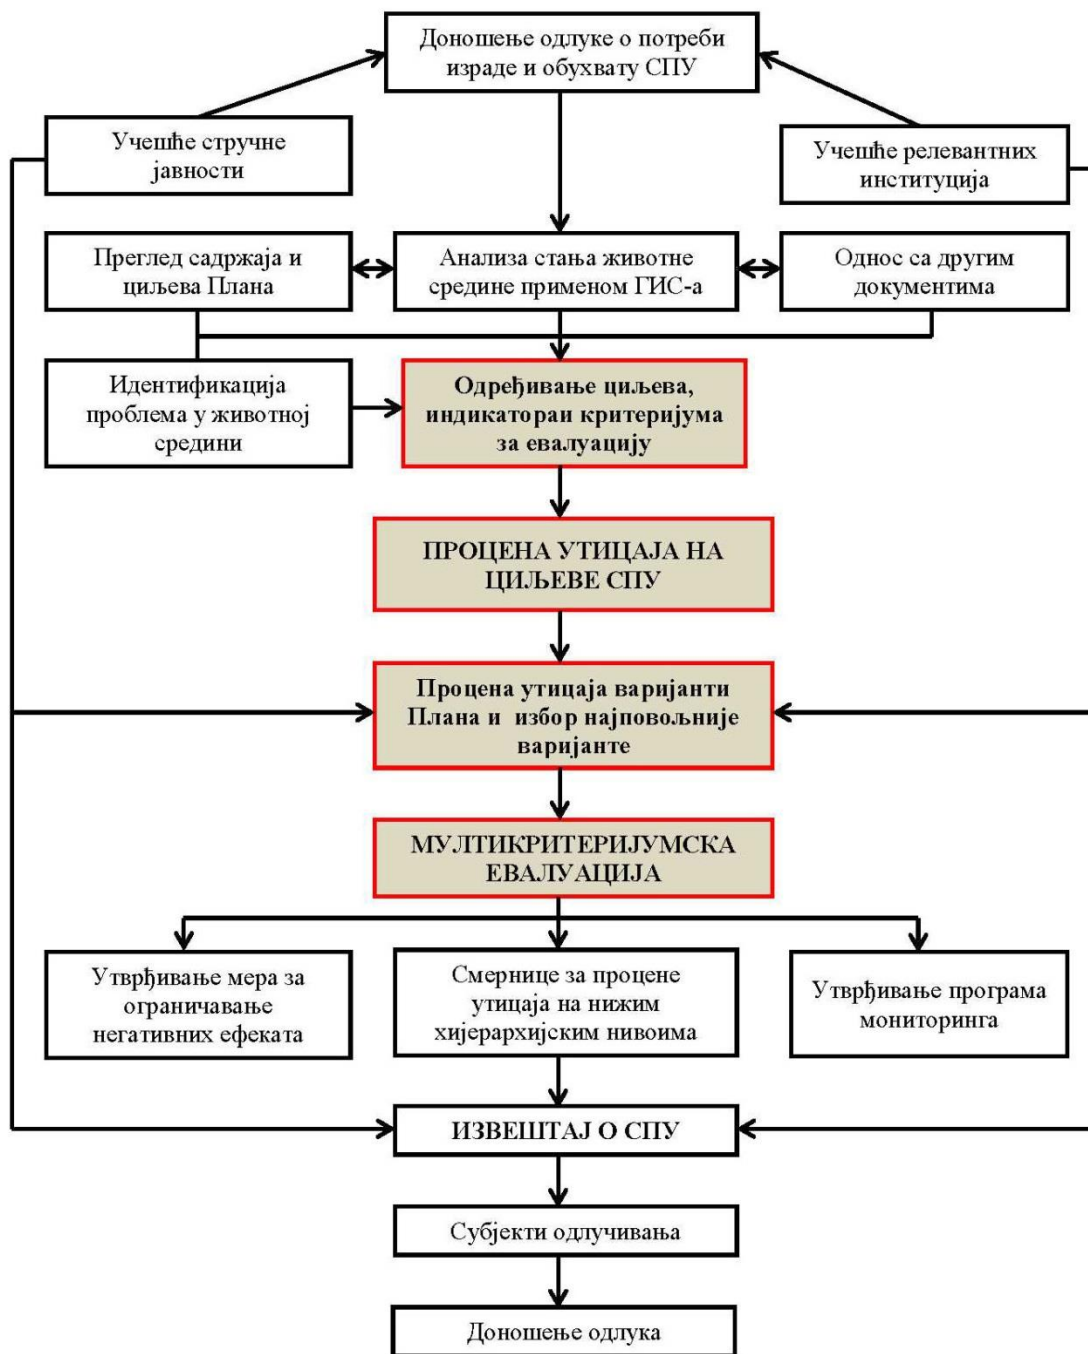 Доношење одлуке о потреби
израде и обухвату СПУ
Учешће стручне
јавности
Учешће релевантних
институција
Преглед садржаја и
циљева Плана
Анализа стања животне
средине применом ГИС-а
Однос са другим
документима
Идентификација
проблема у животној
средини
Одређивање циљева,
индикатораи критеријума
за евалуацију
ПРОЦЕНА УТИЦАЈА НА
ЦИЉЕВЕ СПУ
Процена утицаја варијанти
Плана и избор најповољније
варијанте
МУЛТИКРИТЕРИЈУМСКА
ЕВАЛУАЦИЈА
Утврђивање мера за
ограничавање
негативних ефеката
Смернице за процене
утицаја на нижим
хијерархијским нивоима
Утврђивање програма
мониторинга
ИЗВЕШТАЈ О СПУ
Субјекти одлучивања
Доношење одлука